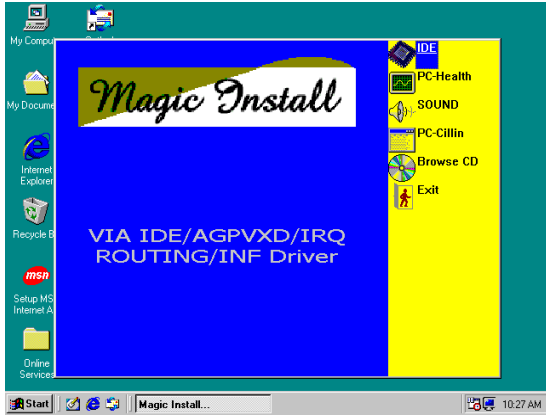 My Compu
Outlook
My Docume
Internet
Explorer
Recycle B
msn
Setup MS
Internet A
Online
Services
Magic Install
VIA IDE/AGPVXD/IRQ
ROUTING/INF Driver
IDE
PC-Health
SOUND
PC-Cillin
Browse CD
Exit
Start
Magic Install...
10:27 AM